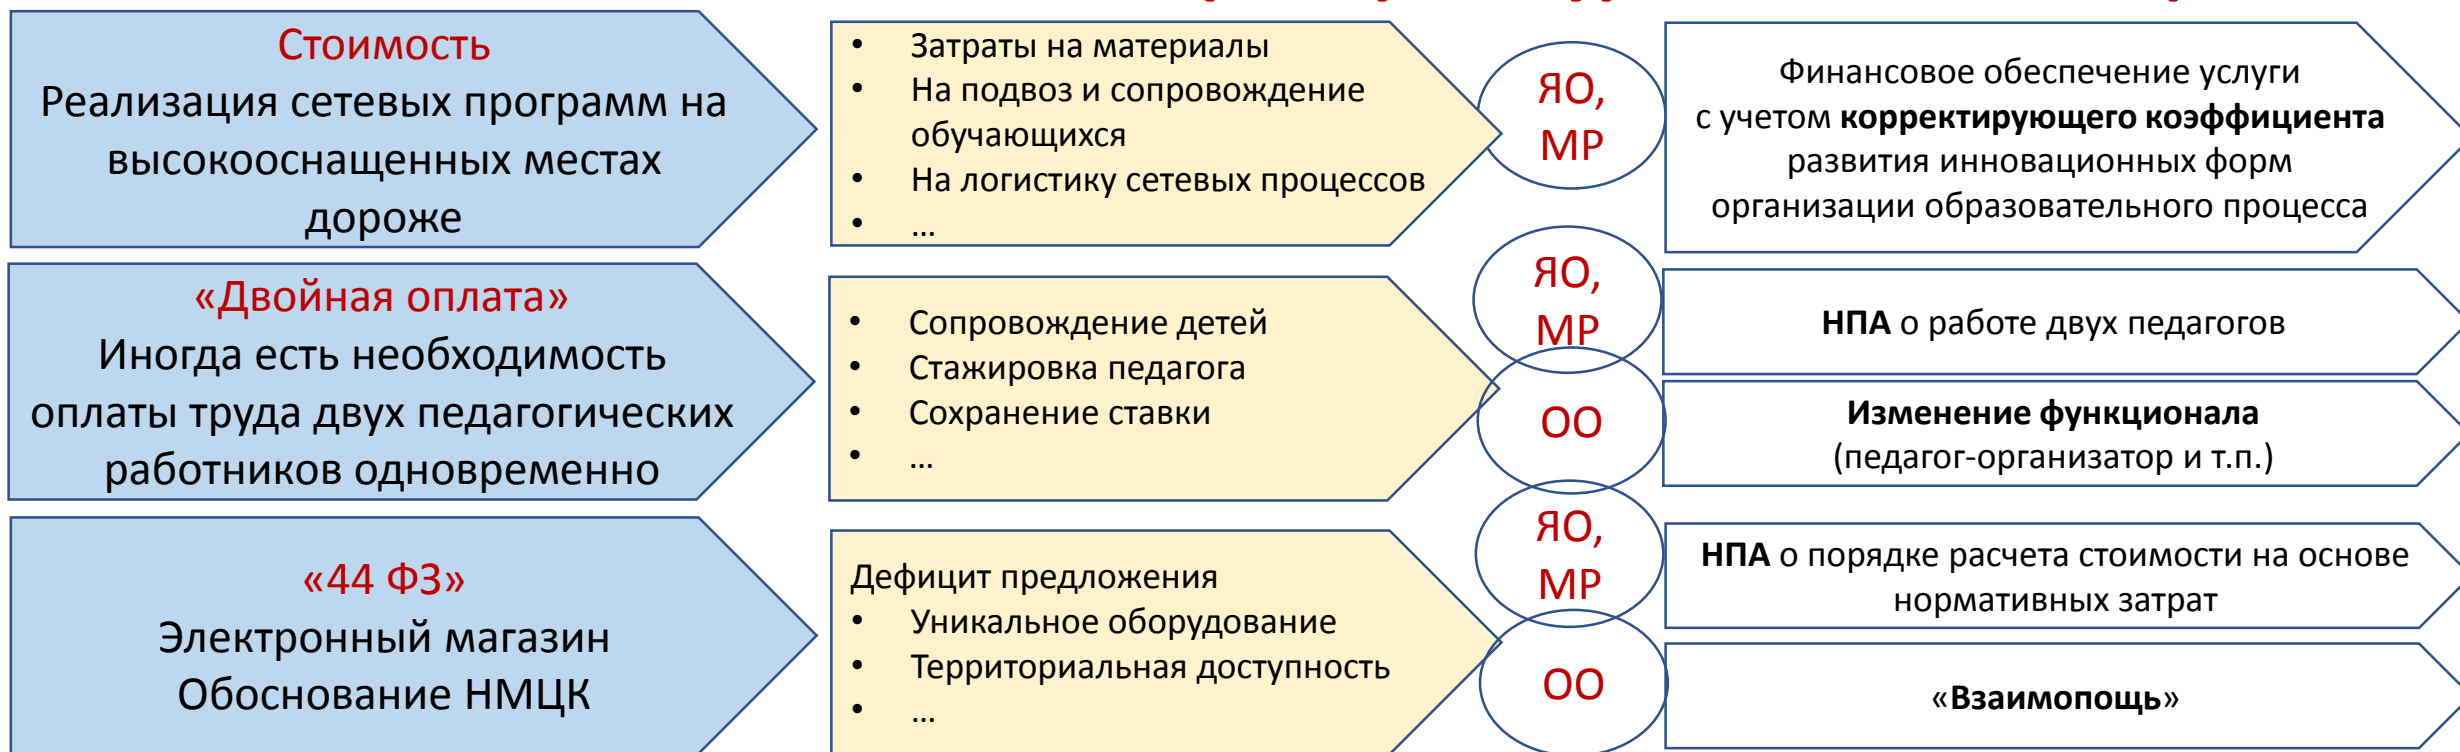 Стоимость
Реализация сетевых программ на
высокооснащенных местах
дороже
• Затраты на материалы
• На подвоз и сопровождение
обучающихся
• На логистику сетевых процессов
• ...
ЯО,
МР
Финансовое обеспечение услуги
с учетом корректирующего коэффициента
развития инновационных форм
организации образовательного процесса
«Двойная оплата»
Иногда есть необходимость
оплаты труда двух педагогических
работников одновременно
• Сопровождение детей
• Стажировка педагога
• Сохранение ставки
• ...
ЯО,
МР
НПА о работе двух педагогов
ОО
Изменение функционала
(педагог-организатор и т.п.)
«44 ФЗ»
Электронный магазин
Обоснование НМЦК
Дефицит предложения
• Уникальное оборудование
• Территориальная доступность
• ...
ЯО,
МР
НПА о порядке расчета стоимости на основе
нормативных затрат
ОО
«Взаимопощь»